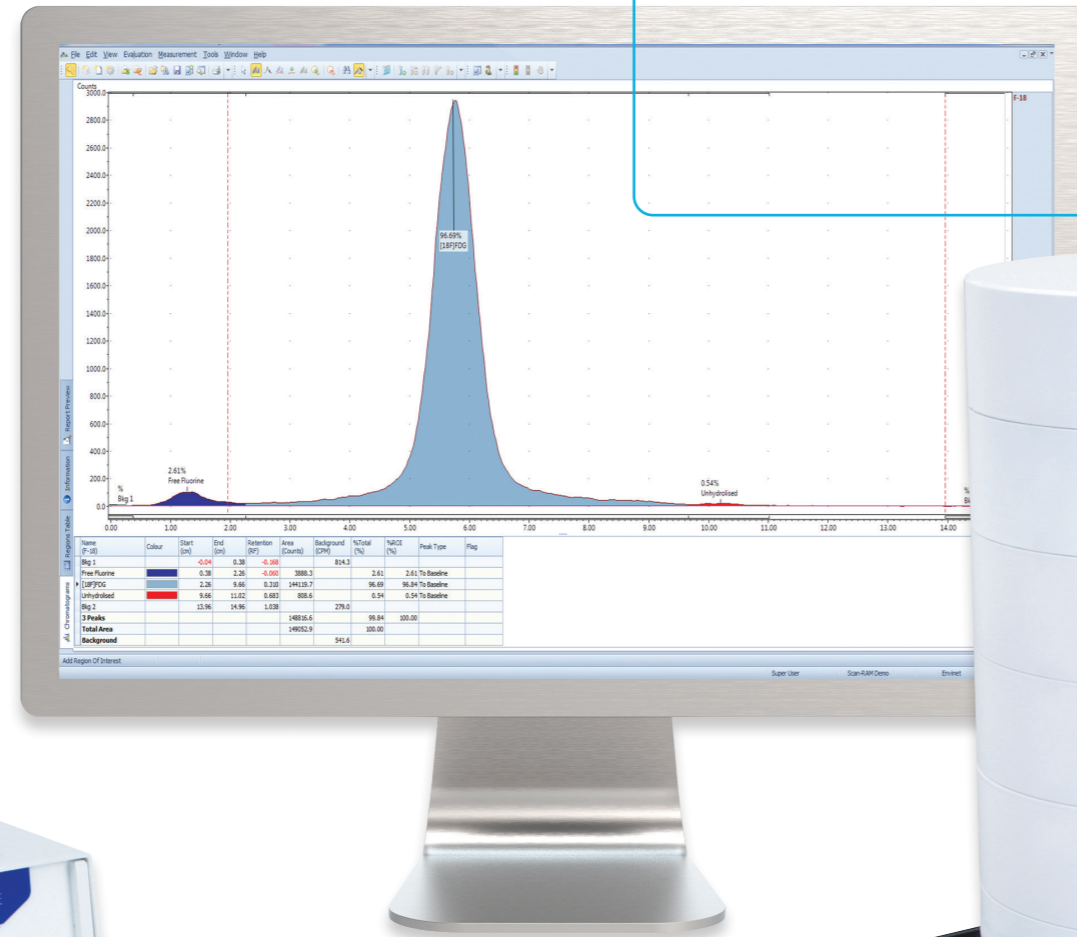 File Edit View Evaluation Measurement Tools Window Help
Counts
F-18
3000.0
2800.0
2600.0
2400.0
2200.0
2000.0
1800.0
1600.0
1400.0
1200.0
1000.0
800.0
600.0
400.0
200.0
0.0
96.69%
[18F]FDG
2.61%
Free Fluorine
%
Bkg 1
0.54%
Unhydrolised
%
0.00 1.00 2.00 3.00 4.00 5.00 6.00 7.00 8.00 9.00 10.00 11.00 12.00 13.00 14.00
Report Preview
Information
Regions Table
Chromatograms
Name (F-18) Colour Start (cm) End (cm) Retention (RF) Area (Counts) Background (CPM) %Total (%) %ROI (%) Peak Type Flag
Bkg 1 -0.04 0.38 -0.168 814.3
Free Fluorine 0.38 2.26 -0.060 3888.3 2.61 2.61 To Baseline
[18F]FDG 2.26 9.66 0.310 144119.7 96.69 96.84 To Baseline
Unhydrolised 9.66 11.02 0.683 808.6 0.54 0.54 To Baseline
Bkg 2 13.96 14.96 1.038 279.0
3 Peaks 148816.6 99.84 100.00
Total Area 149052.9 100.00
Background 541.6
Add Region Of Interest
Super User Scan-RAM Demo Envinet